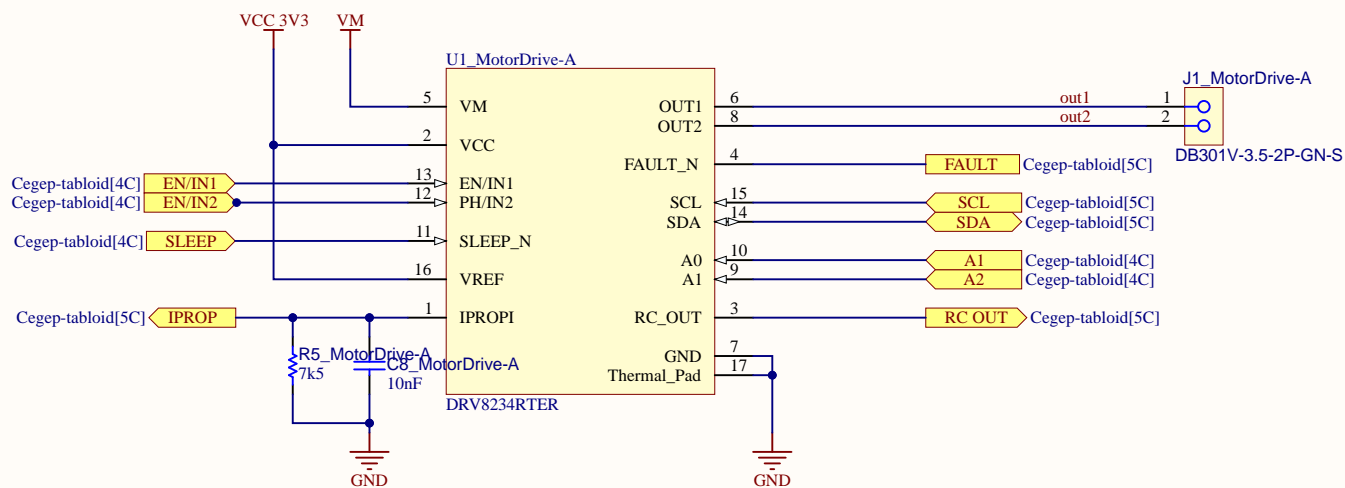 VCC 3V3
VM
U1_MotorDrive-A
J1_MotorDrive-A
5 VM
OUT1 6 out1 1
OUT2 8 out2 2
2 VCC
DB301V-3.5-2P-GN-S
FAULT_N 4 FAULT Cegep-tabloid[5C]
Cegep-tabloid[4C] EN/IN1 13 EN/IN1
Cegep-tabloid[4C] EN/IN2 12 PH/IN2
SCL 15 SCL Cegep-tabloid[5C]
SDA 14 SDA Cegep-tabloid[5C]
Cegep-tabloid[4C] SLEEP 11 SLEEP_N
A0 10 A1 Cegep-tabloid[4C]
A1 9 A2 Cegep-tabloid[4C]
16 VREF
Cegep-tabloid[5C] IPROP 1 IPROPI
RC_OUT 3 RC OUT Cegep-tabloid[5C]
R5_MotorDrive-A
7k5
C8_MotorDrive-A
10nF
GND 7
Thermal_Pad 17
DRV8234RTER
GND
GND